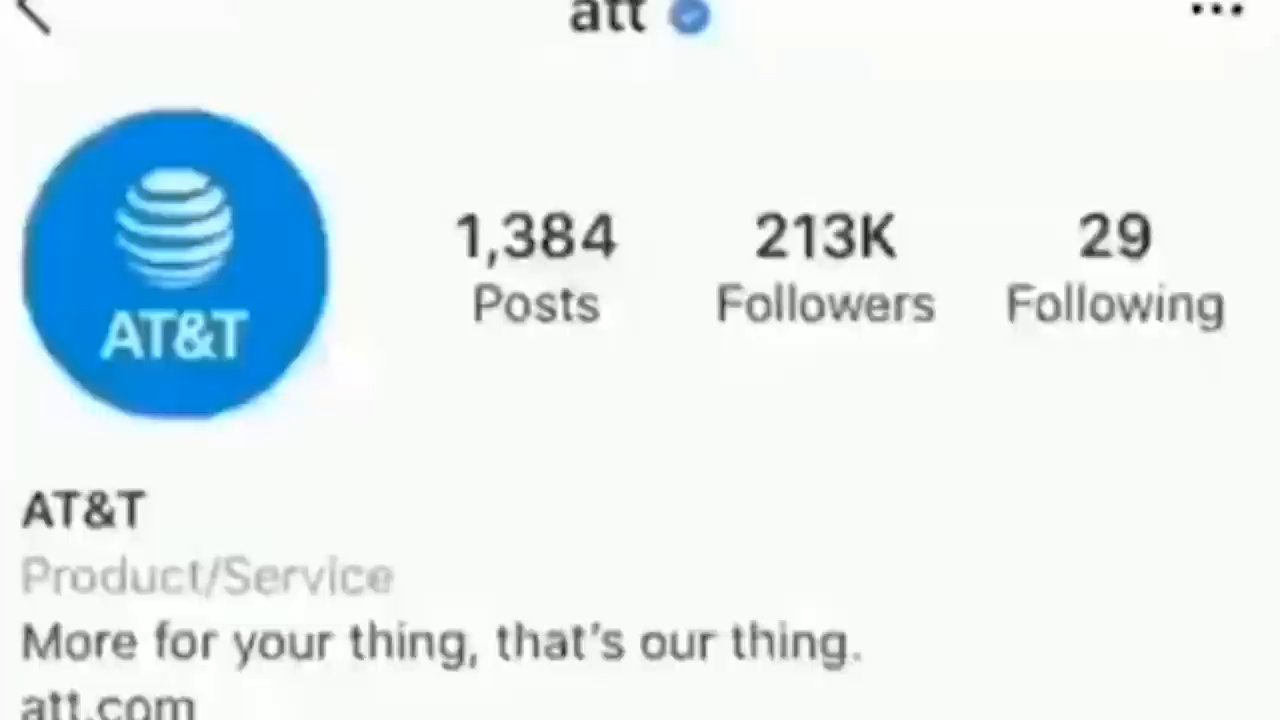 att
AT&T
1,384 213K 29
Posts Followers Following
AT&T
Product/Service
More for your thing, that's our thing.
att.com